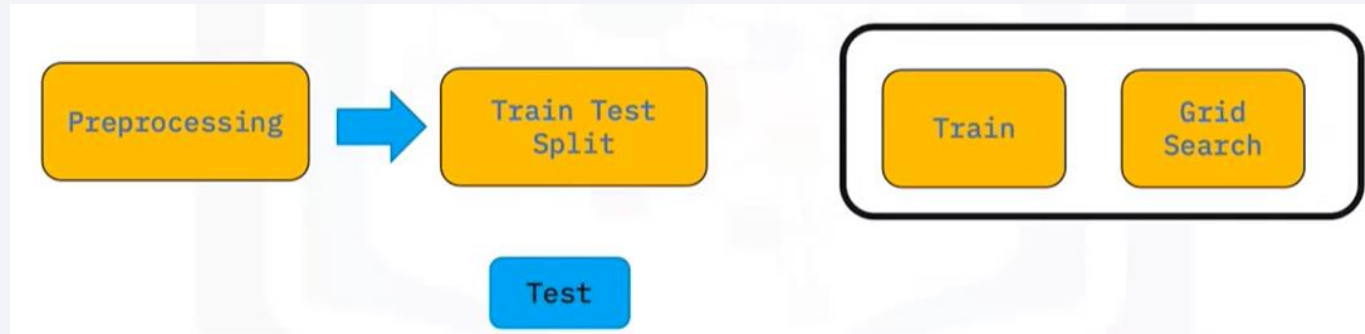 Preprocessing
Train Test
Split
Train
Grid
Search
Test